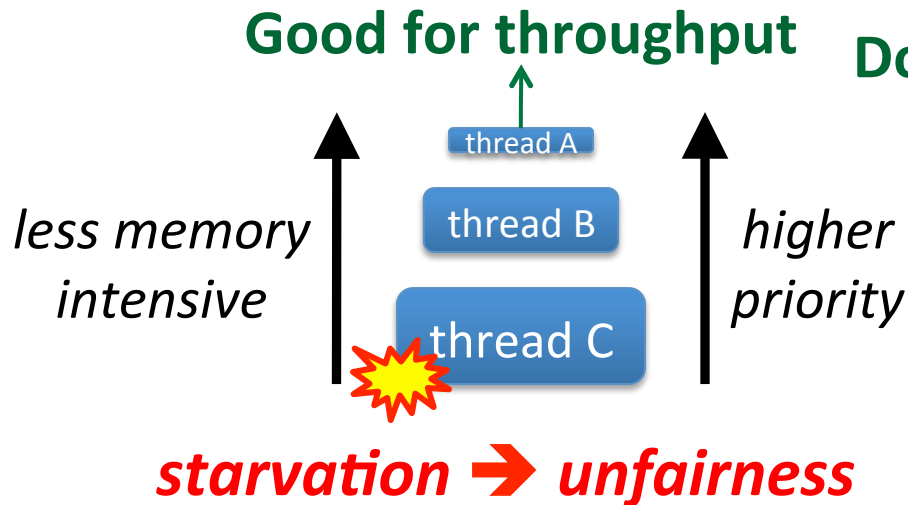 Good for throughput
thread A
thread B
less memory
intensive
higher
priority
thread C
starvation ➔ unfairness